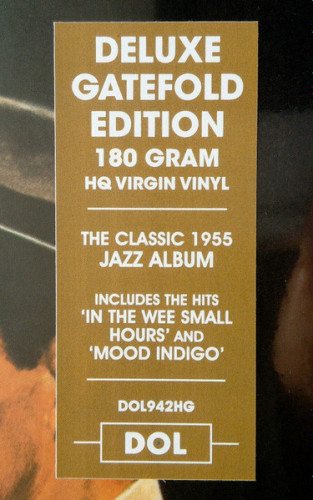 DELUXE
GATEFOLD
EDITION
180 GRAM
HQ VIRGIN VINYL
THE CLASSIC 1955
JAZZ ALBUM
INCLUDES THE HITS
'IN THE WEE SMALL
HOURS' AND
'MOOD INDIGO'
DOL942HG
DOL